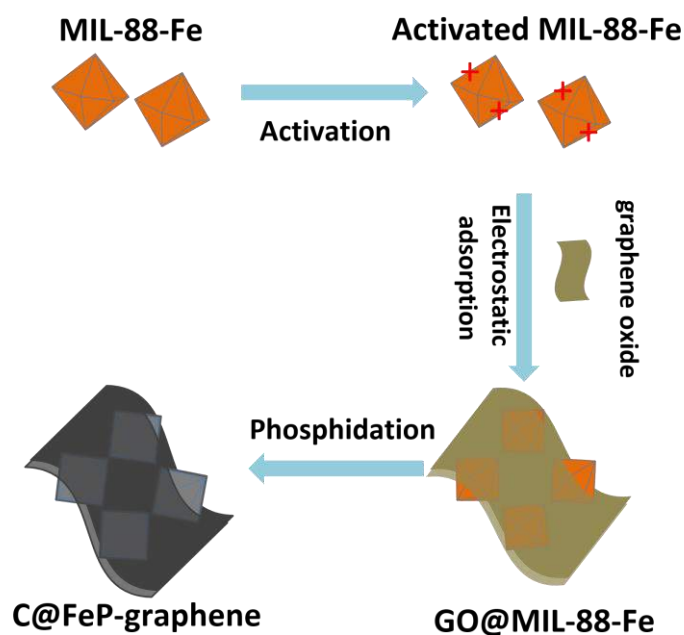 MIL-88-Fe
Activated MIL-88-Fe
Activation
Electrostatic
adsorption
graphene oxide
Phosphidation
C@FeP-graphene
GO@MIL-88-Fe